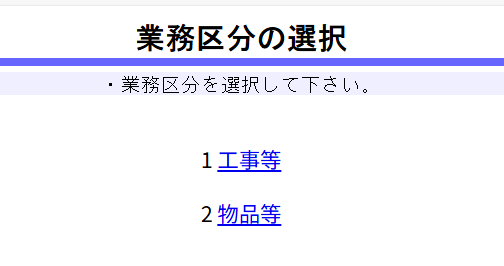 業務区分の選択
・業務区分を選択して下さい。
1 工事等
2 物品等